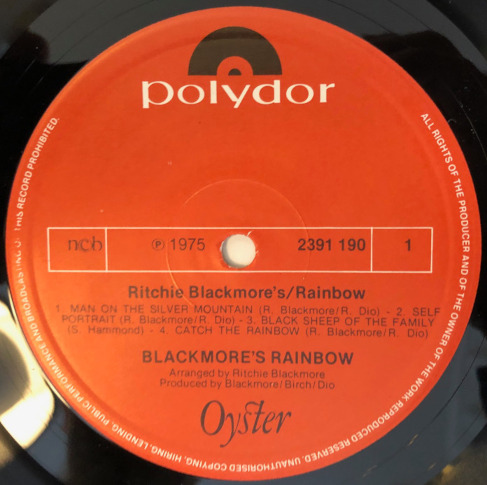 polydor
ncb ℗ 1975 2391 190 1
Ritchie Blackmore's/Rainbow
1. MAN ON THE SILVER MOUNTAIN (R. Blackmore/R. Dio) - 2. SELF
PORTRAIT (R. Blackmore/R. Dio) - 3. BLACK SHEEP OF THE FAMILY
(S. Hammond) - 4. CATCH THE RAINBOW (R. Blackmore/R. Dio)
BLACKMORE'S RAINBOW
Arranged by Ritchie Blackmore
Produced by Blackmore/Birch/Dio
Oyster
ALL RIGHTS OF THE PRODUCER AND OF THE OWNER OF THE WORK REPRODUCED RESERVED. UNAUTHORISED COPYING, HIRING, LENDING, PUBLIC PERFORMANCE AND BROADCASTING OF THIS RECORD PROHIBITED.